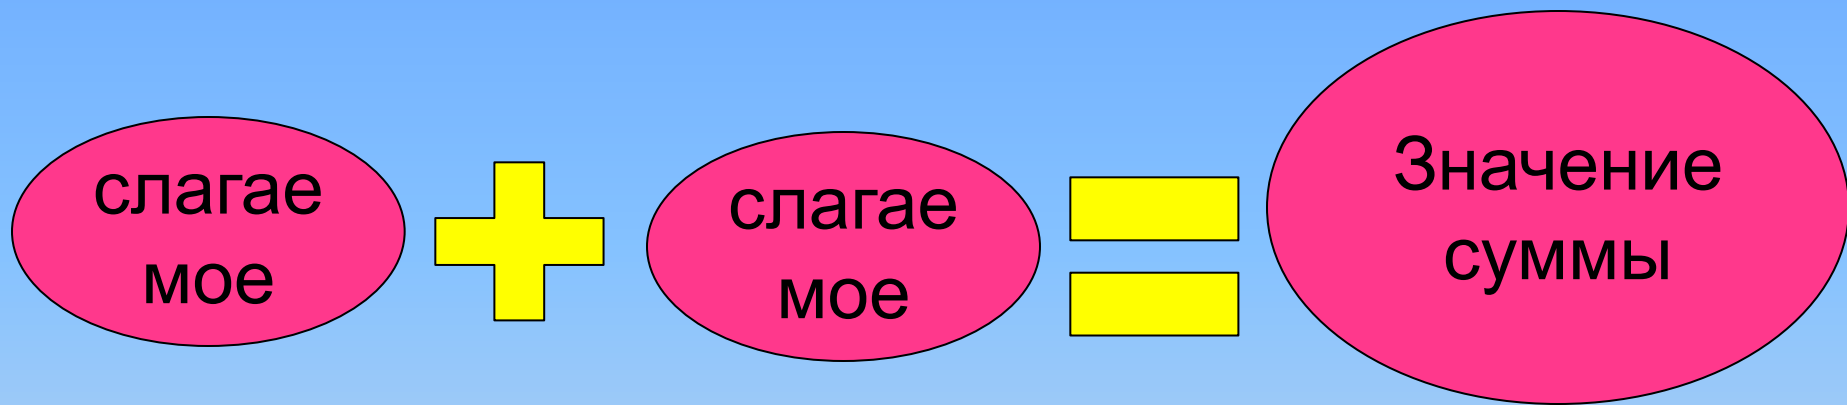 слагае
мое
слагае
мое
Значение
суммы